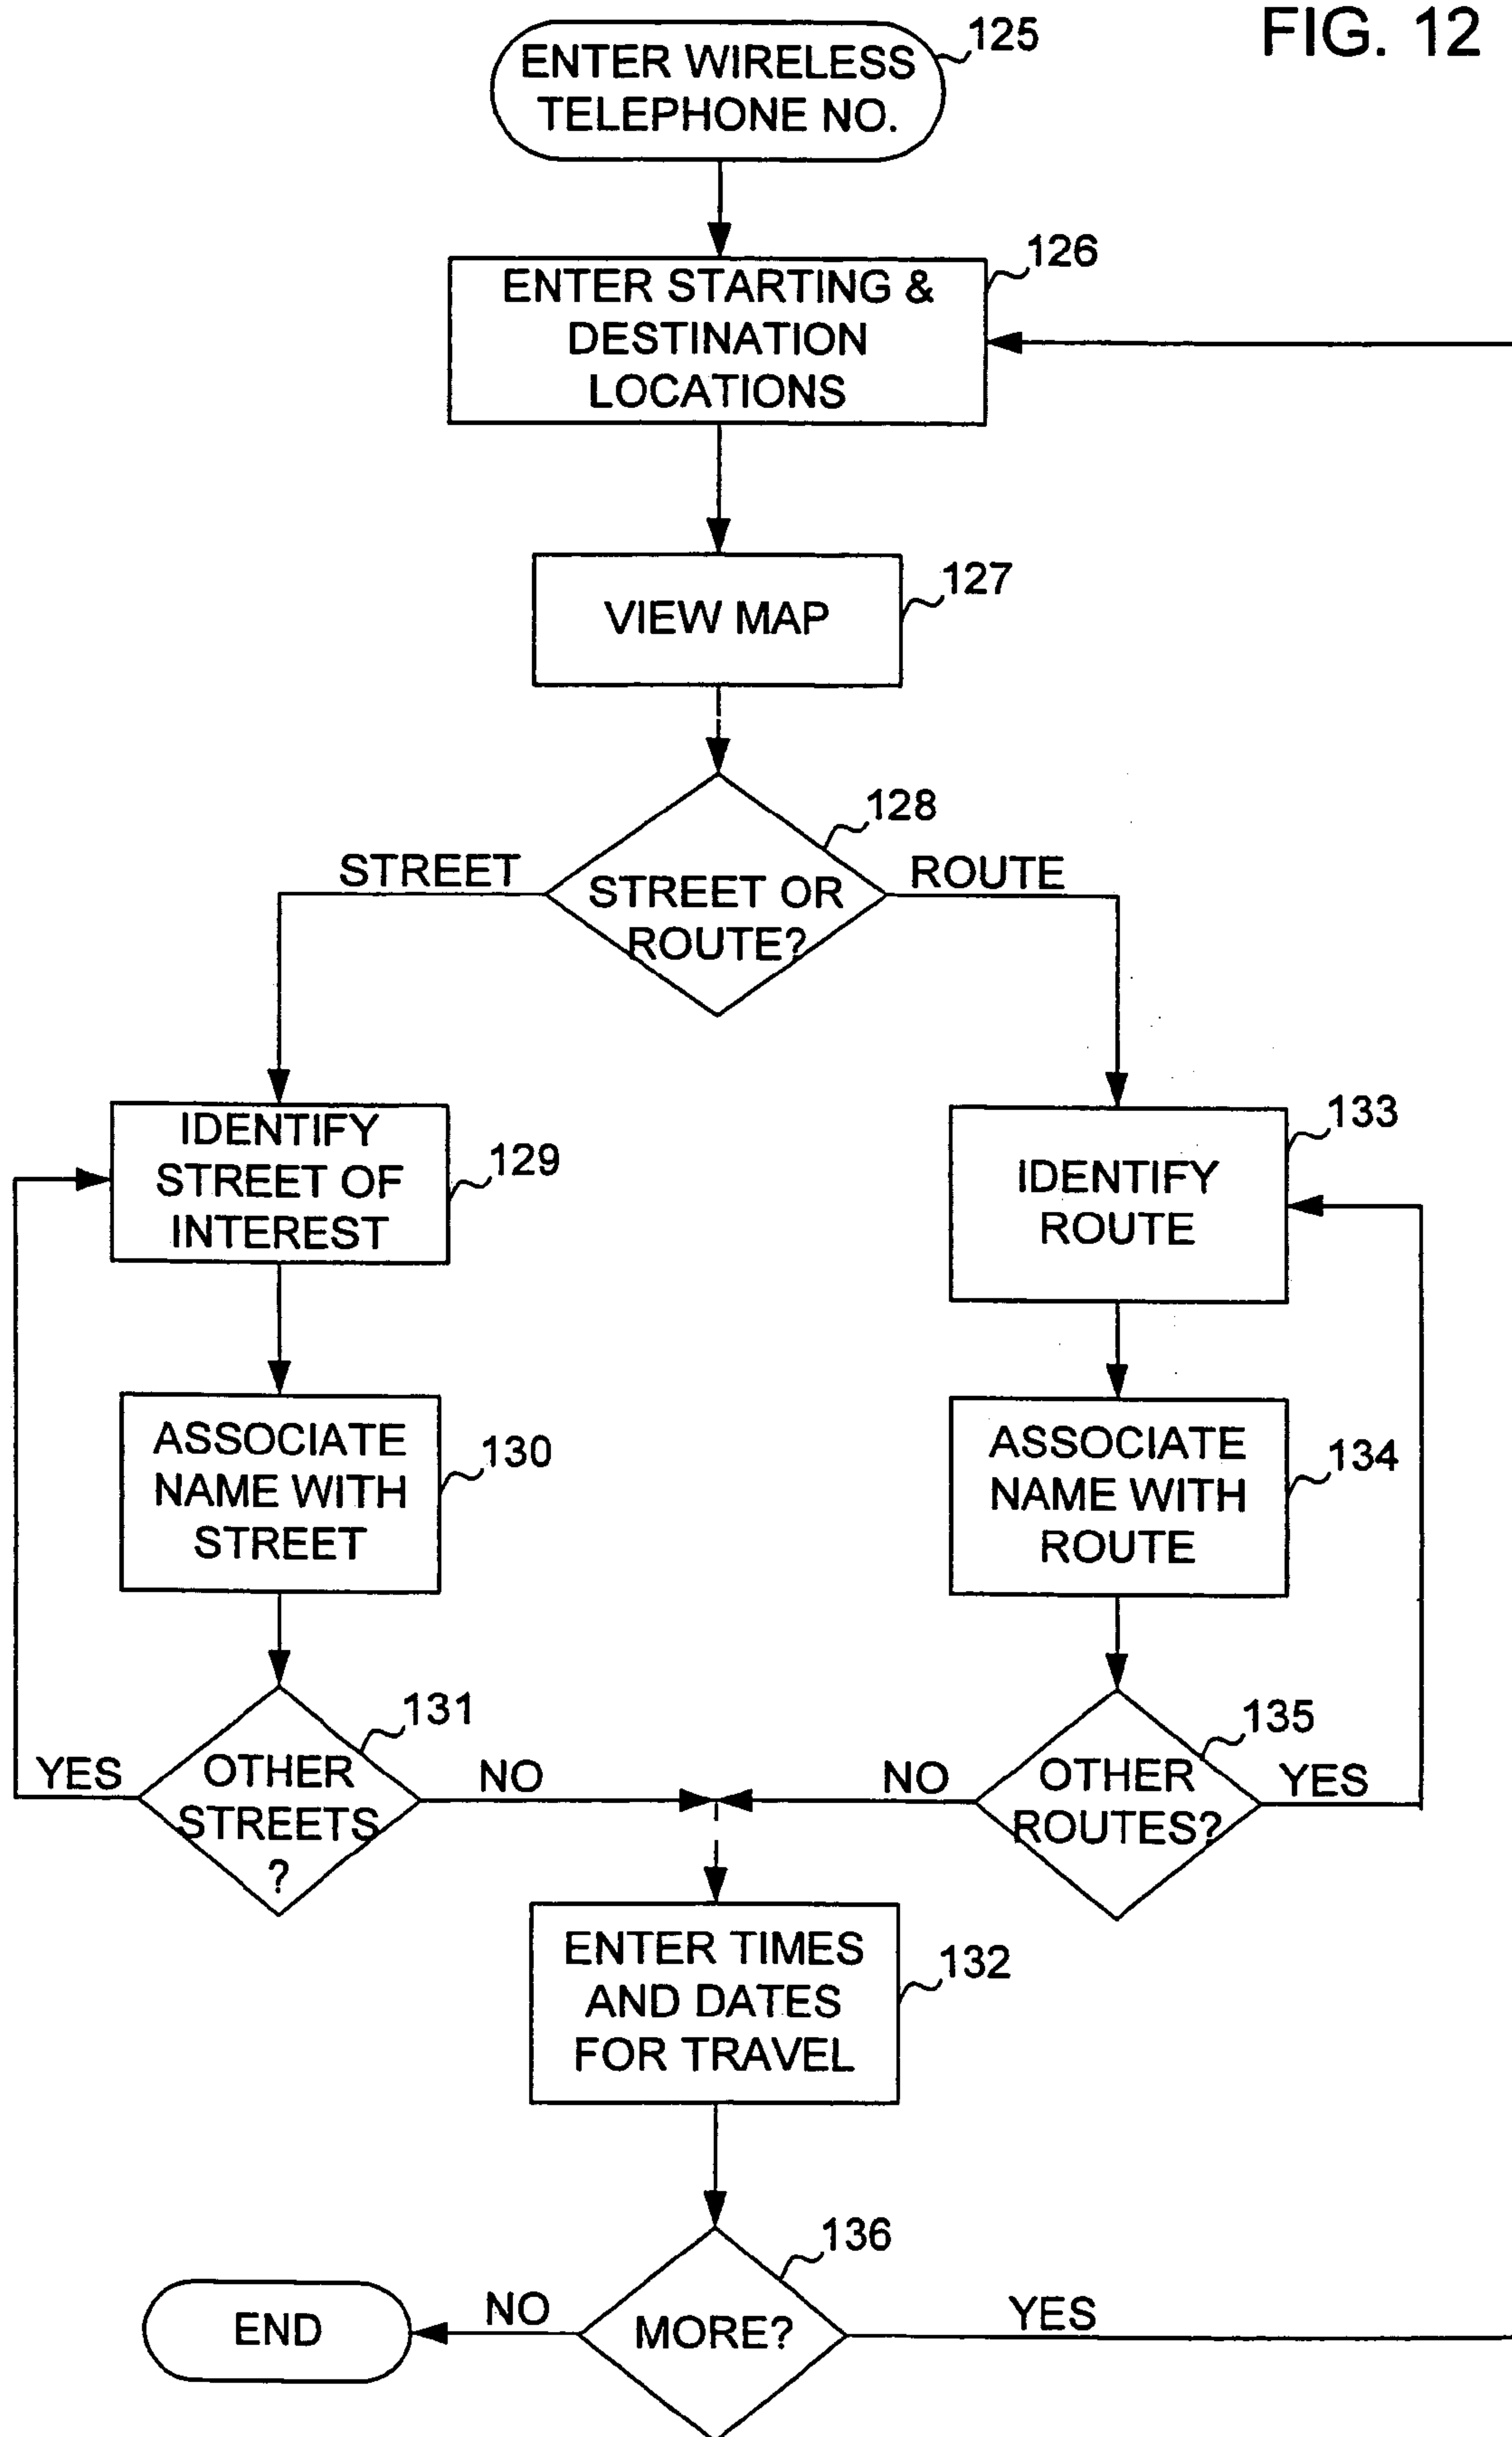 FIG. 12
ENTER WIRELESS
TELEPHONE NO.
125
ENTER STARTING &
DESTINATION
LOCATIONS
126
VIEW MAP
127
STREET OR
ROUTE?
128
STREET
ROUTE
IDENTIFY
STREET OF
INTEREST
129
IDENTIFY
ROUTE
133
ASSOCIATE
NAME WITH
STREET
130
ASSOCIATE
NAME WITH
ROUTE
134
OTHER
STREETS
?
131
YES
NO
OTHER
ROUTES?
135
NO
YES
ENTER TIMES
AND DATES
FOR TRAVEL
132
MORE?
136
NO
YES
END